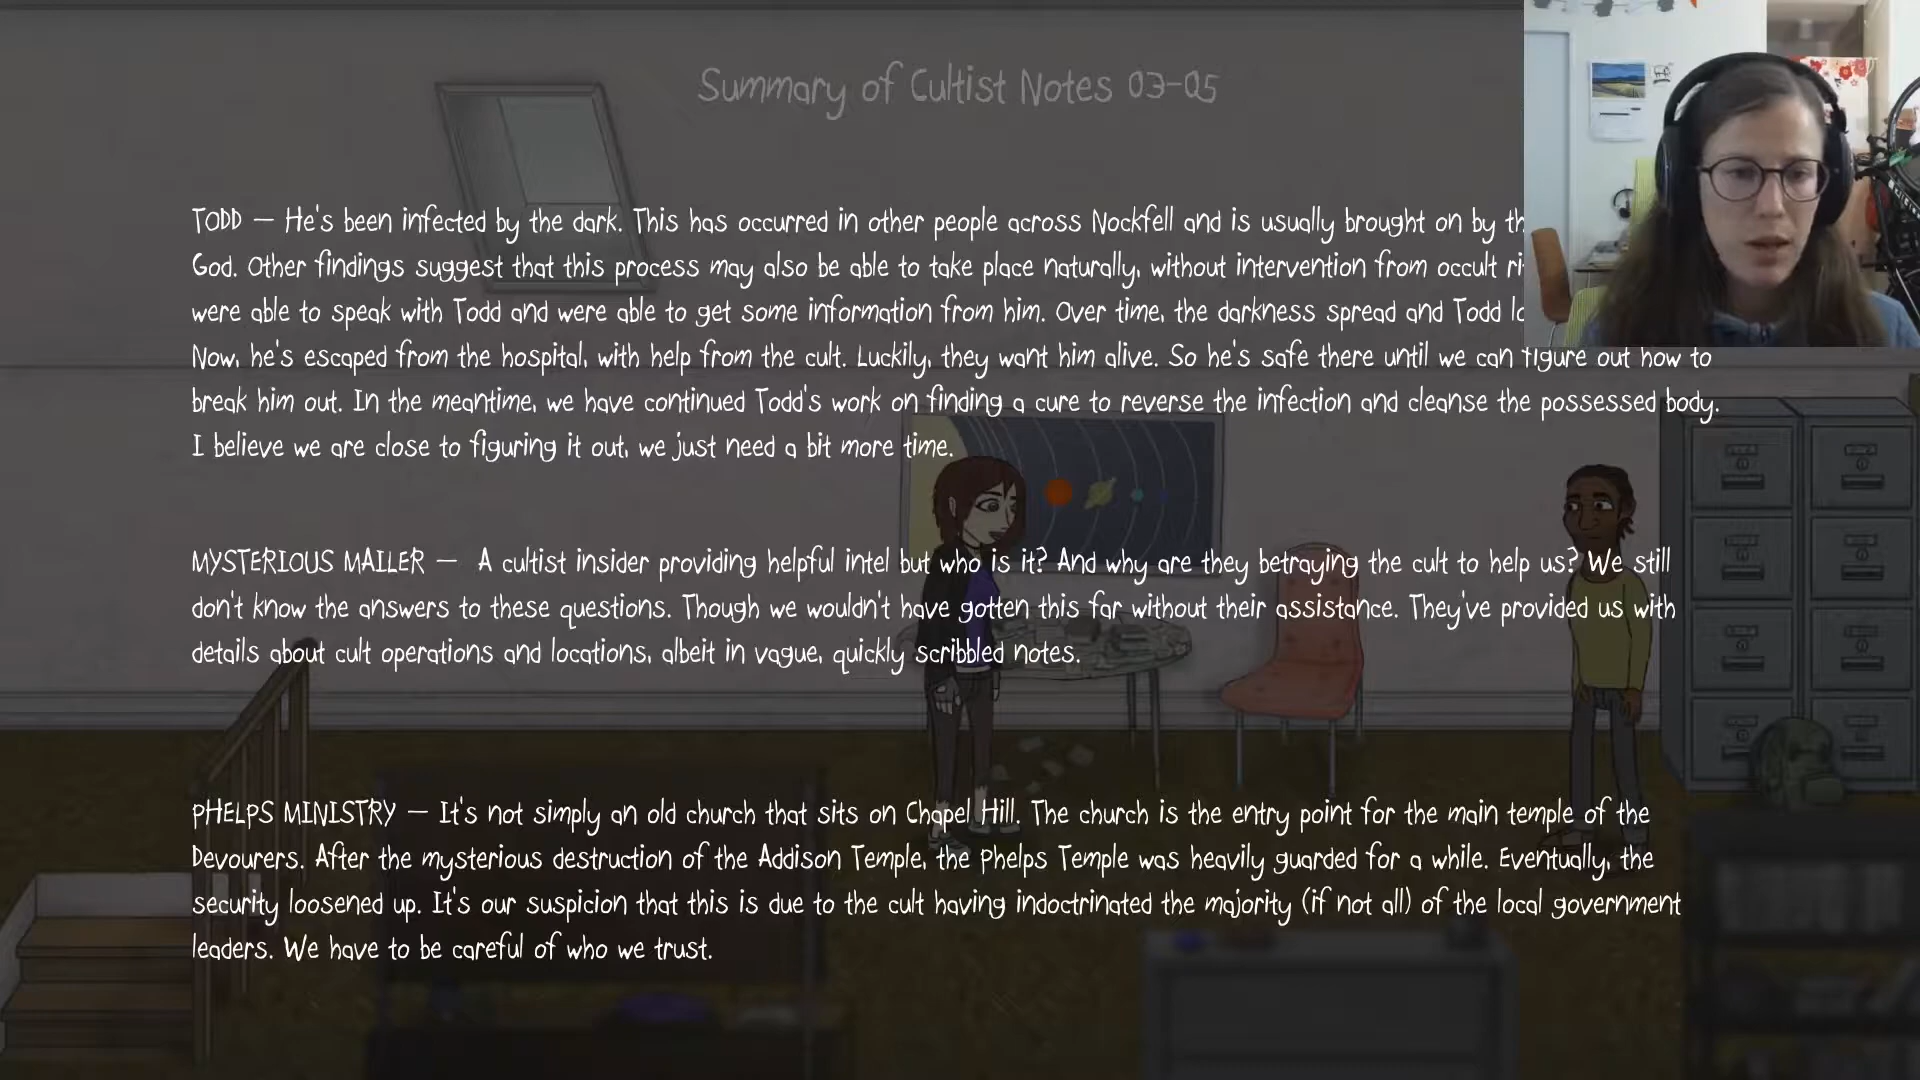 Summary of Cultist Notes 03-05
TODD — He's been infected by the dark. This has occurred in other people across Nockfell and is usually brought on by
God. Other findings suggest that this process may also be able to take place naturally, without intervention from occult
were able to speak with Todd and were able to get some information from him. Over time, the darkness spread and Todd
Now, he's escaped from the hospital, with help from the cult. Luckily, they want him alive. So he's safe there until we can figure out how to
break him out. In the meantime, we have continued Todd's work on finding a cure to reverse the infection and cleanse the possessed body.
I believe we are close to figuring it out, we just need a bit more time.
MYSTERIOUS MAILER — A cultist insider providing helpful intel but who is it? And why are they betraying the cult to help us? We still
don't know the answers to these questions. Though we wouldn't have gotten this far without their assistance. They've provided us with
details about cult operations and locations, albeit in vague, quickly scribbled notes.
PHELPS MINISTRY — It's not simply an old church that sits on Chapel Hill. The church is the entry point for the main temple of the
Devourers. After the mysterious destruction of the Addison Temple, the Phelps Temple was heavily guarded for a while. Eventually, the
security loosened up. It's our suspicion that this is due to the cult having indoctrinated the majority (if not all) of the local government
leaders. We have to be careful of who we trust.